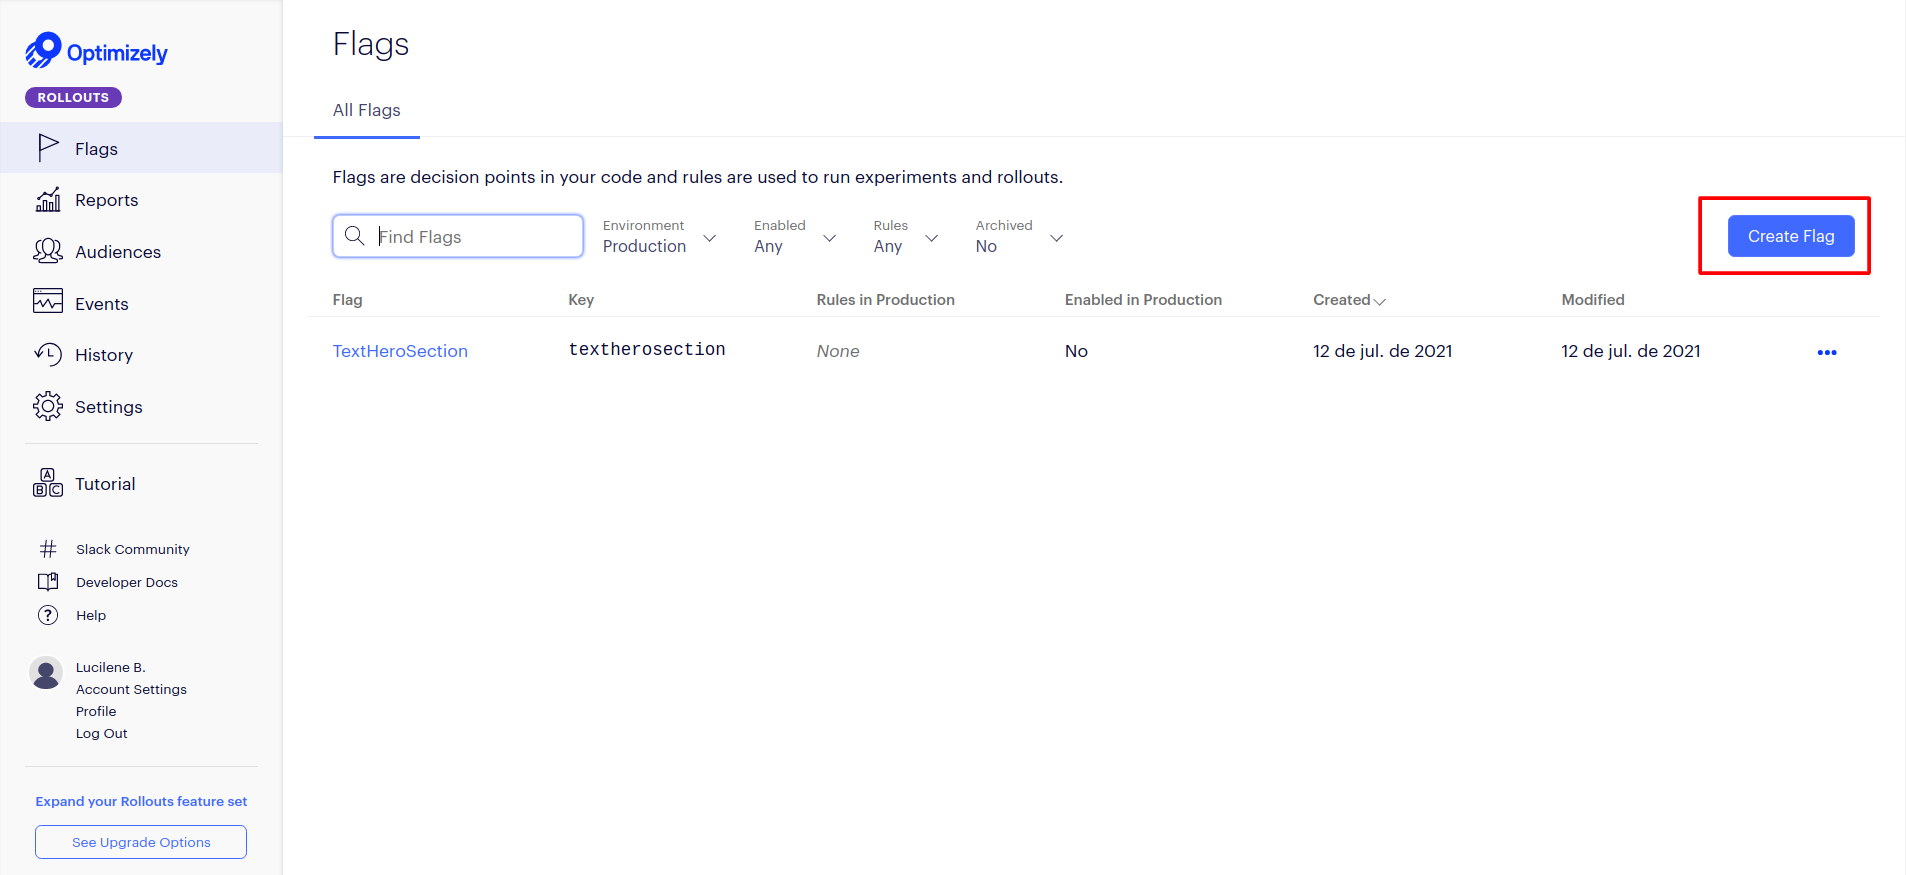 Optimizely
ROLLOUTS
Flags
Reports
Audiences
Events
History
Settings
A
B C
Tutorial
Slack Community
Developer Docs
? Help
Lucilene B.
Account Settings
Profile
Log Out
Expand your Rollouts feature set
See Upgrade Options
Flags
All Flags
Flags are decision points in your code and rules are used to run experiments and rollouts.
Find Flags
Environment
Production
Enabled
Any
Rules
Any
Archived
No
Create Flag
Flag Key Rules in Production Enabled in Production Created Modified
TextHeroSection textherosection None No 12 de jul. de 2021 12 de jul. de 2021